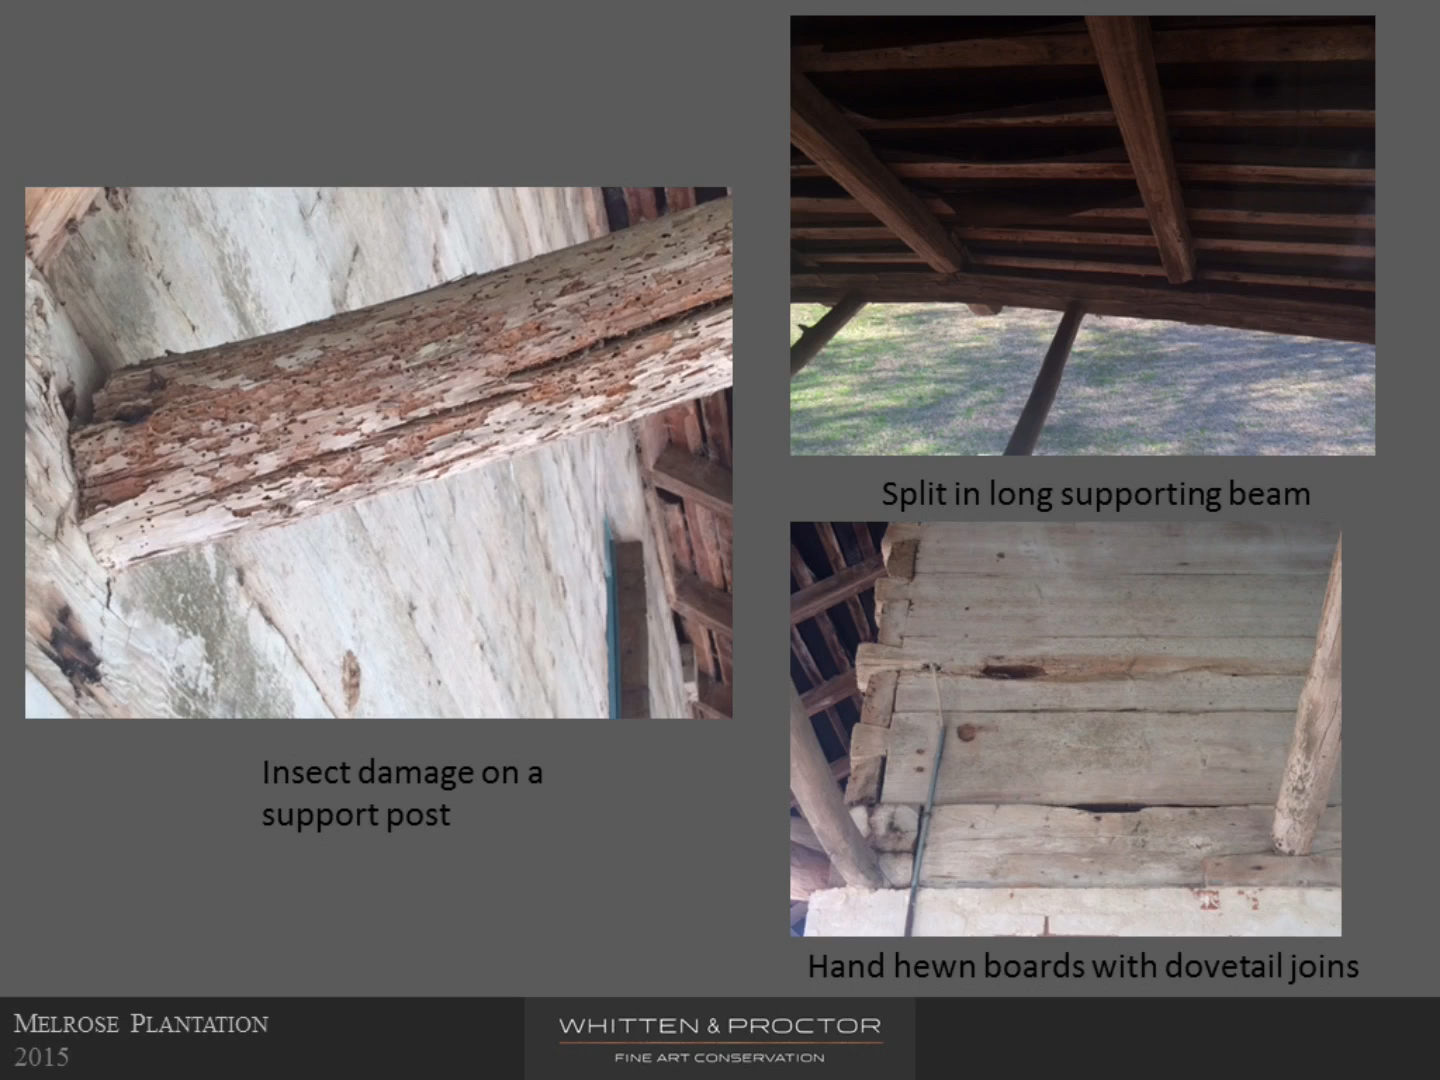 Split in long supporting beam
Insect damage on a
support post
Hand hewn boards with dovetail joins
MELROSE PLANTATION
2015
WHITTEN & PROCTOR
FINE ART CONSERVATION